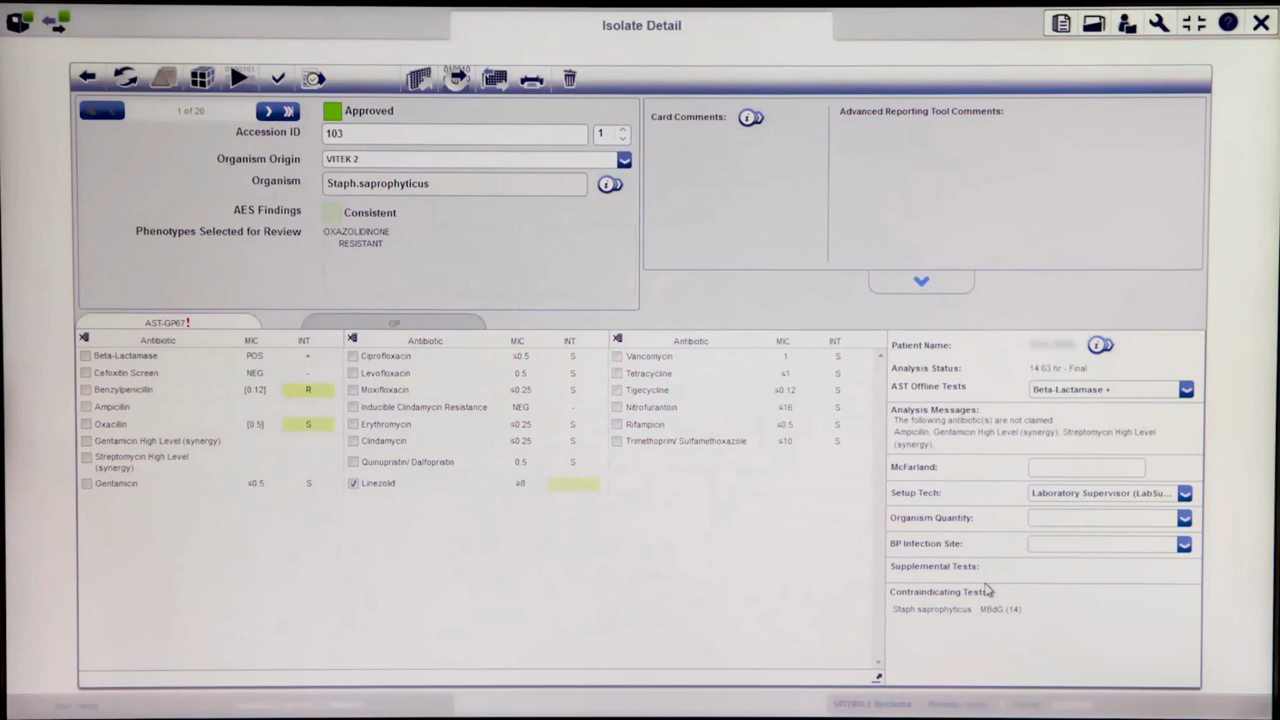 Isolate Detail
1 of 20
Approved
Accession ID 103 1
Organism Origin VITEK 2
Organism Staph.saprophyticus
AES Findings Consistent
Phenotypes Selected for Review OXAZOLIDINONE
RESISTANT
Card Comments:
Advanced Reporting Tool Comments:
AST-GP67!
GP
Antibiotic MIC INT
Beta-Lactamase POS +
Cefoxitin Screen NEG -
Benzylpenicillin [0.12] R
Ampicillin
Oxacillin [0.5] S
Gentamicin High Level (synergy)
Streptomycin High Level
(synergy)
Gentamicin ≤0.5 S
Antibiotic MIC INT
Ciprofloxacin ≤0.5 S
Levofloxacin 0.5 S
Moxifloxacin ≤0.25 S
Inducible Clindamycin Resistance NEG -
Erythromycin ≤0.25 S
Clindamycin ≤0.25 S
Quinupristin/ Dalfopristin 0.5 S
Linezolid ≥8
Antibiotic MIC INT
Vancomycin 1 S
Tetracycline ≤1 S
Tigecycline ≤0.12 S
Nitrofurantoin ≤16 S
Rifampicin ≤0.5 S
Trimethoprim/ Sulfamethoxazole ≤10 S
Patient Name:
Analysis Status: 14.63 hr - Final
AST Offline Tests Beta-Lactamase +
Analysis Messages:
The following antibiotic(s) are not claimed
Ampicillin, Gentamicin High Level (synergy), Streptomycin High Level
(synergy),
McFarland:
Setup Tech: Laboratory Supervisor (LabSu...
Organism Quantity:
BP Infection Site:
Supplemental Tests:
Contraindicating Tests
Staph.saprophyticus MBdG (14)
VITEK 2 Systems